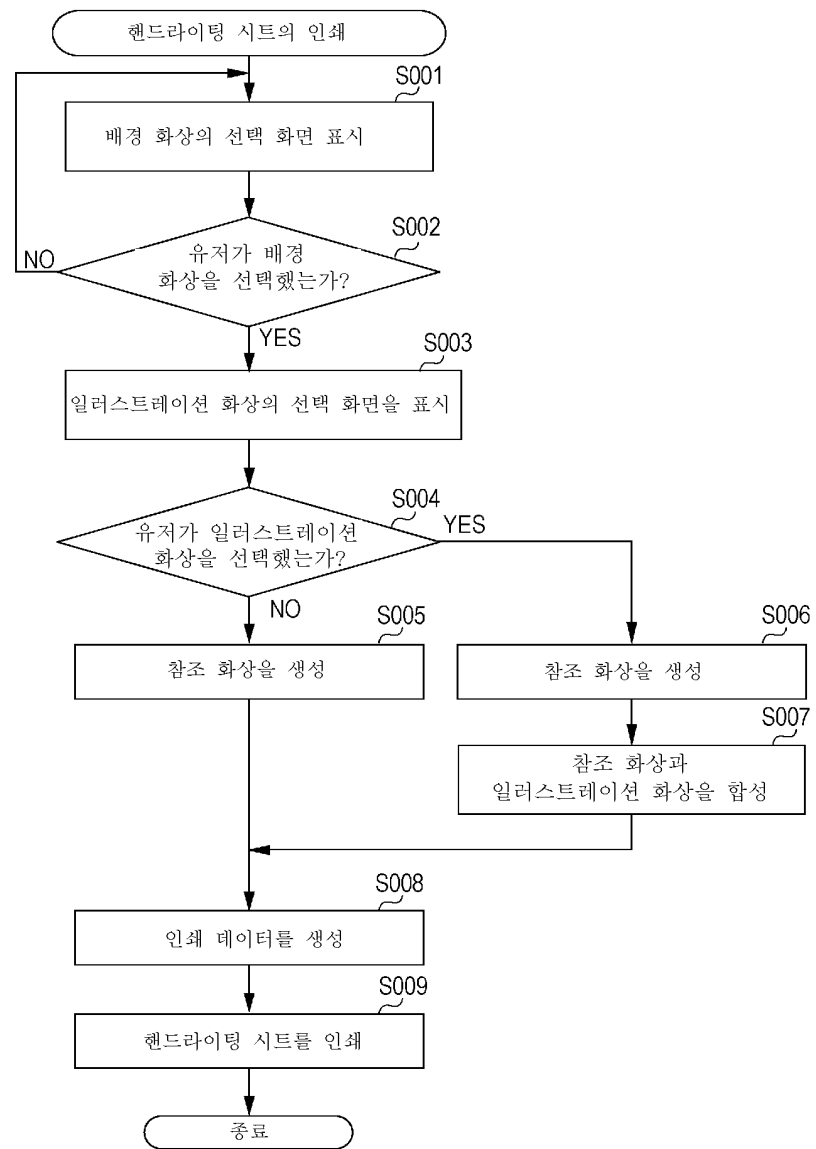 핸드라이팅 시트의 인쇄
S001
배경 화상의 선택 화면 표시
S002
유저가 배경
화상을 선택했는가?
NO
YES
S003
일러스트레이션 화상의 선택 화면을 표시
S004
유저가 일러스트레이션
화상을 선택했는가?
YES
NO
S005
참조 화상을 생성
S006
참조 화상을 생성
S007
참조 화상과
일러스트레이션 화상을 합성
S008
인쇄 데이터를 생성
S009
핸드라이팅 시트를 인쇄
종료